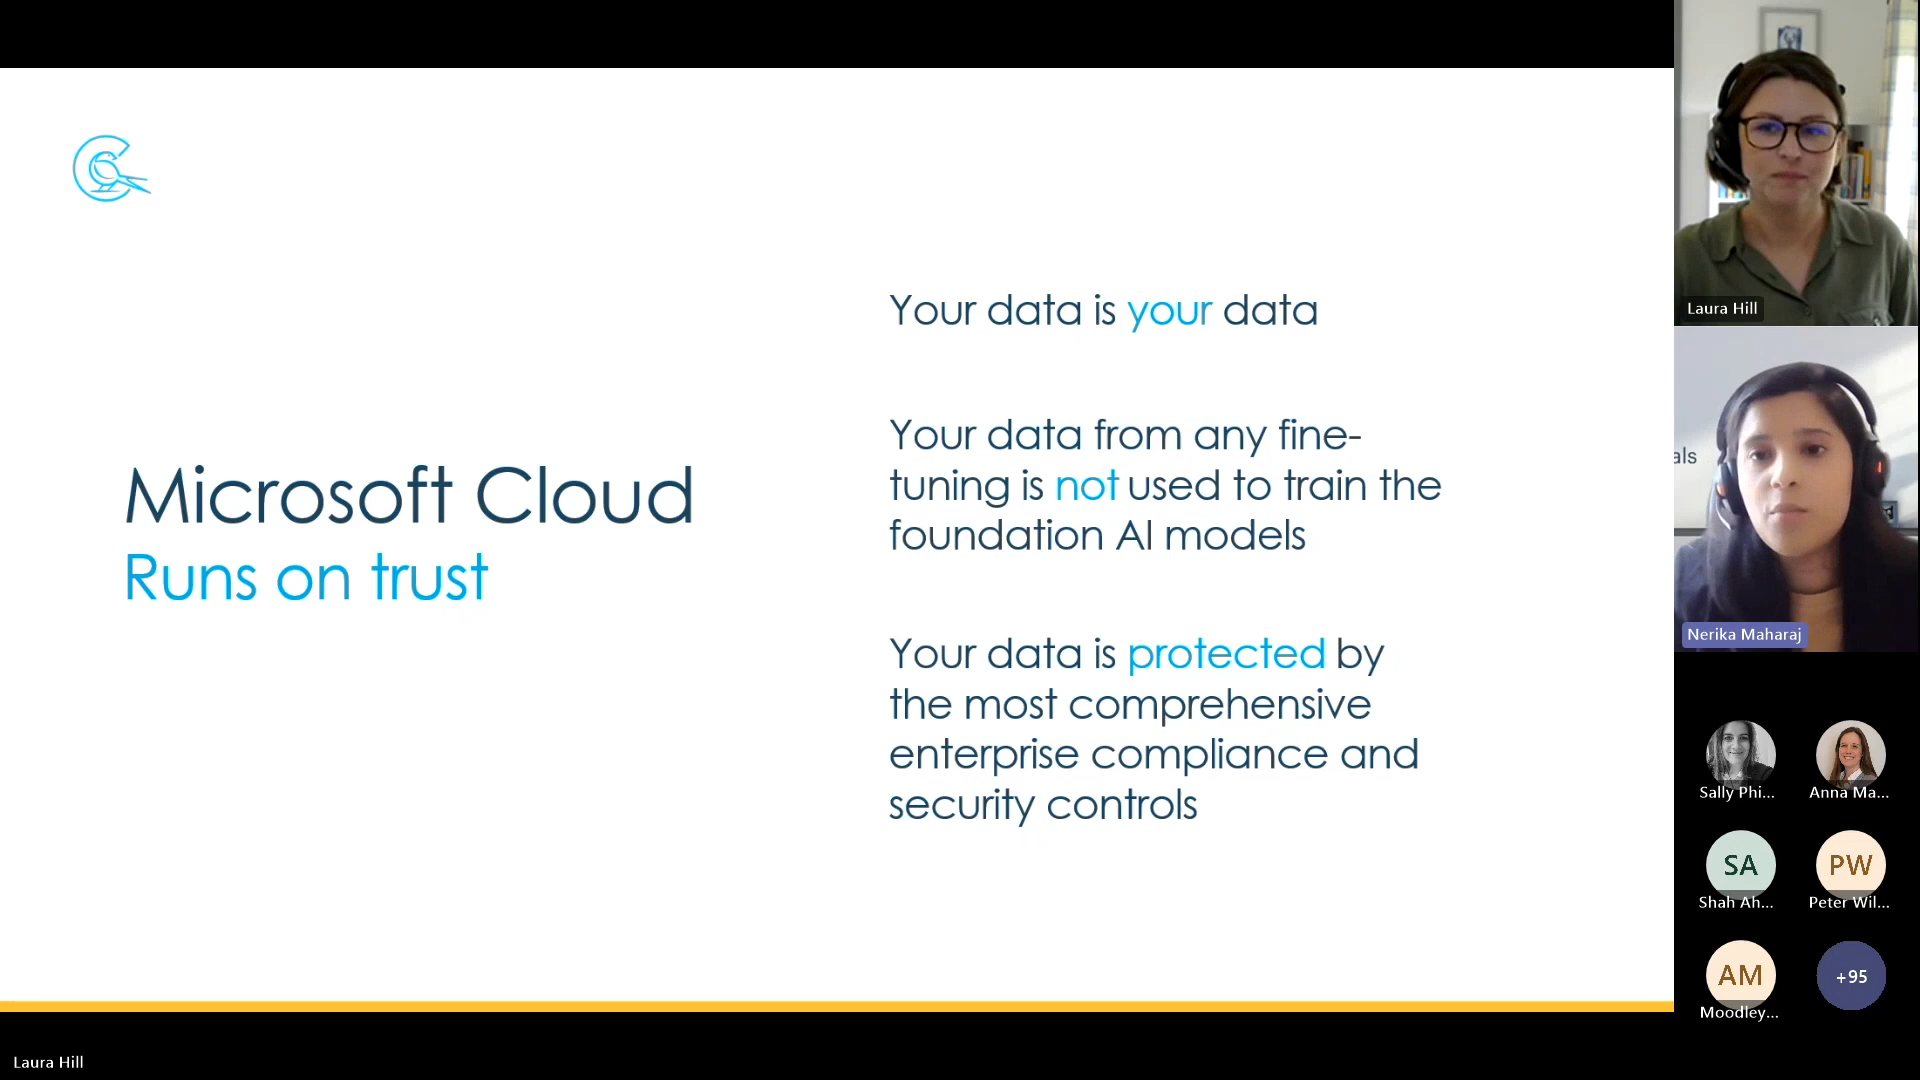 Microsoft Cloud
Runs on trust
Your data is your data
Your data from any fine-
tuning is not used to train the
foundation AI models
Your data is protected by
the most comprehensive
enterprise compliance and
security controls
Laura Hill
als
Nerika Maharaj
Sally Phi...
Anna Ma...
SA
Shah Ah...
PW
Peter Wil...
AM
Moodley...
+95
Laura Hill